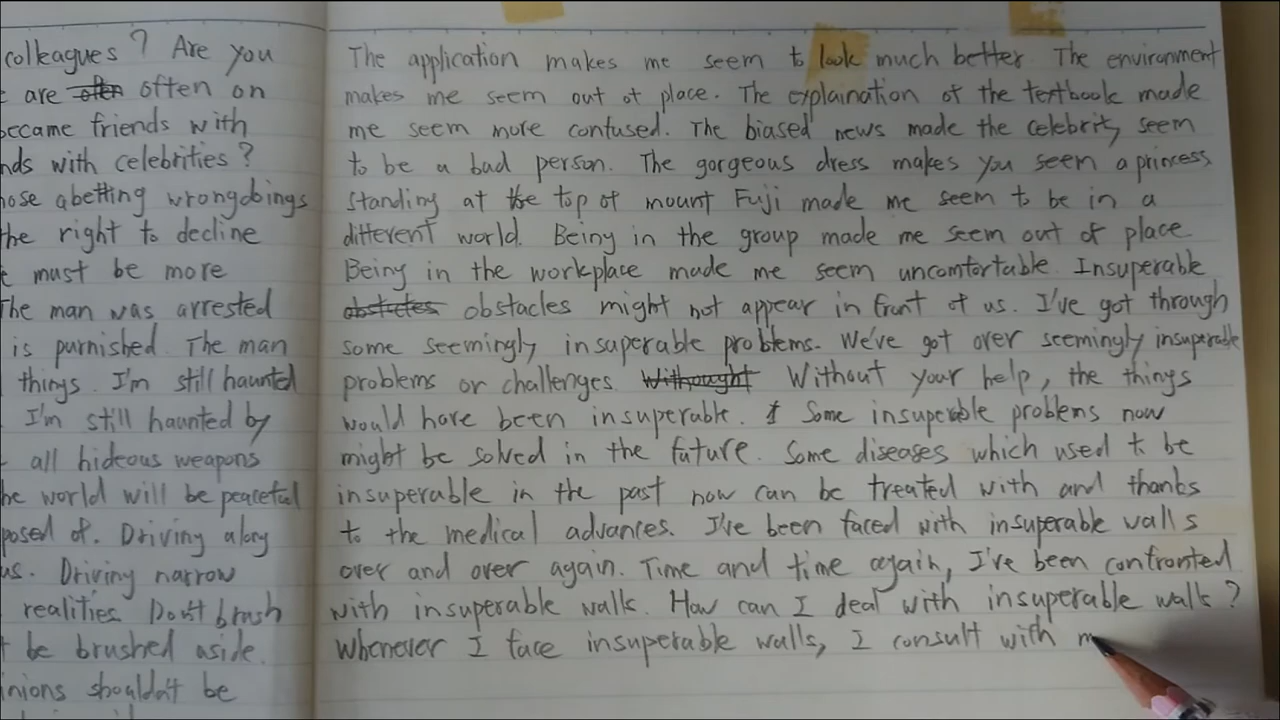 colleagues? Are you
are often often on
became friends with
nds with celebrities?
hose abetting wrongdoings
the right to decline
must be more
The man was arrested
is purnished. The man
things. I'm still haunted
I'm still haunted by
all hideous weapons
he world will be peaceful
posed of. Driving along
us. Driving narrow
realities. Don't brush
t be brushed aside.
inions shouldn't be
The application makes me seem to look much better. The environment
makes me seem out of place. The explaination of the textbook made
me seem more confused. The biased news made the celebrity seem
to be a bad person. The gorgeous dress makes you seem a princess.
Standing at the top of mount Fuji made me seem to be in a
different world. Being in the group made me seem out of place.
Being in the workplace made me seem uncomfortable. Insuperable
obstctes obstacles might not appear in front of us. I've got through
some seemingly insuperable problems. We've got over seemingly insuperable
problems or challenges. Withought Without your help, the things
would have been insuperable. Some insuperable problems now
might be solved in the future. Some diseases which used to be
insuperable in the past now can be treated with and thanks
to the medical advances. I've been faced with insuperable walls
over and over again. Time and time again, I've been confronted
with insuperable walls. How can I deal with insuperable walls?
Whenever I face insuperable walls, I consult with m